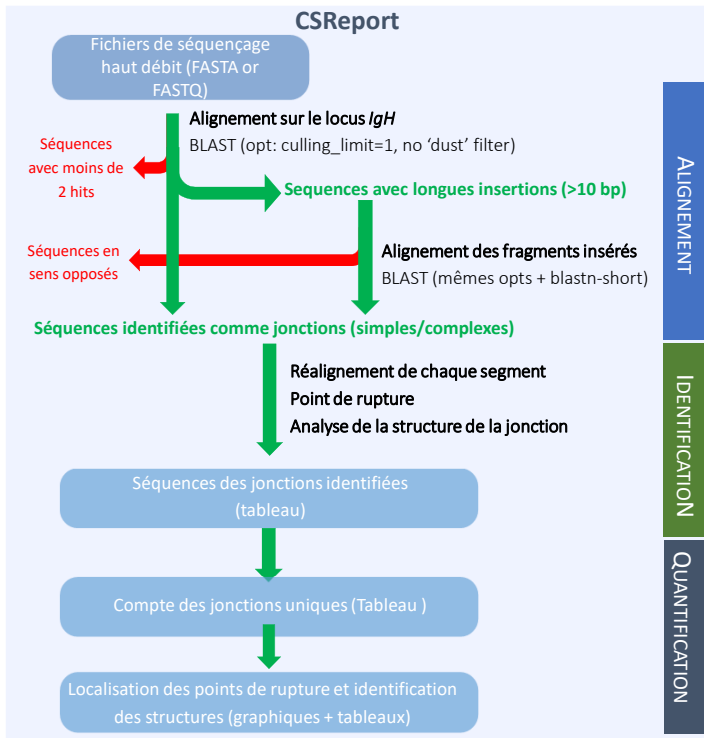 CSReport
Fichiers de séquençage
haut débit (FASTA or
FASTQ)
Alignement sur le locus IgH
BLAST (opt: culling_limit=1, no ‘dust’ filter)
Séquences
avec moins de
2 hits
Sequences avec longues insertions (>10 bp)
Séquences en
sens opposés
Alignement des fragments insérés
BLAST (mêmes opts + blastn-short)
Séquences identifiées comme jonctions (simples/complexes)
Réalignement de chaque segment
Point de rupture
Analyse de la structure de la jonction
Séquences des jonctions identifiées
(tableau)
Compte des jonctions uniques (Tableau )
Localisation des points de rupture et identification
des structures (graphiques + tableaux)
ALIGNEMENT
IDENTIFICATION
QUANTIFICATION